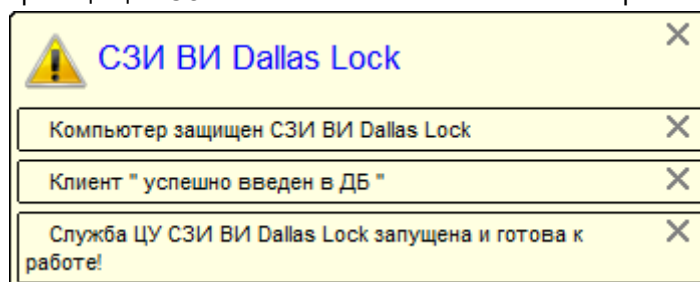 СЗИ ВИ Dallas Lock
Компьютер защищен СЗИ ВИ Dallas Lock
Клиент " успешно введен в ДБ "
Служба ЦУ СЗИ ВИ Dallas Lock запущена и готова к
работе!